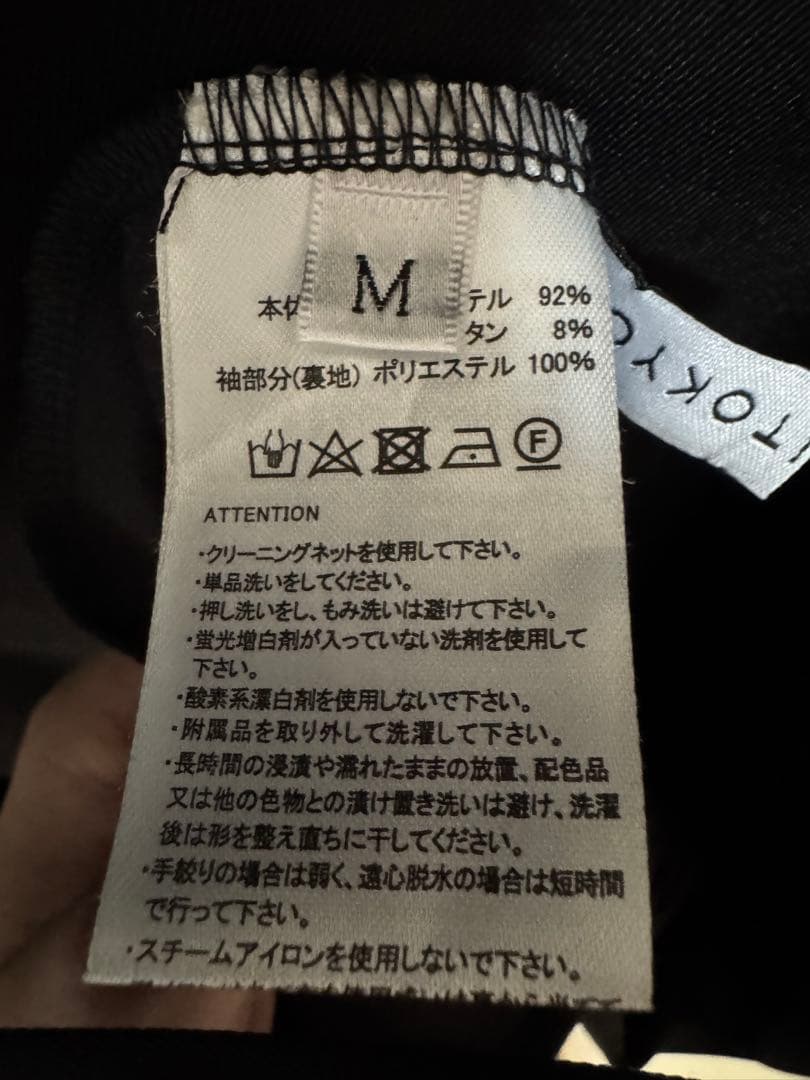 M
本体 テル 92%
タン 8%
袖部分(裏地) ポリエステル 100%
F
ATTENTION
・クリーニングネットを使用して下さい。
・単品洗いをしてください。
・押し洗いをし、もみ洗いは避けて下さい。
・蛍光増白剤が入っていない洗剤を使用して
下さい。
・酸素系漂白剤を使用しないで下さい。
・附属品を取り外して洗濯して下さい。
・長時間の浸漬や濡れたままの放置、配色品
又は他の色物との漬け置き洗いは避け、洗濯
後は形を整え直ちに干してください。
・手絞りの場合は弱く、遠心脱水の場合は短時間
で行って下さい。
・スチームアイロンを使用しないで下さい。
TOKYO